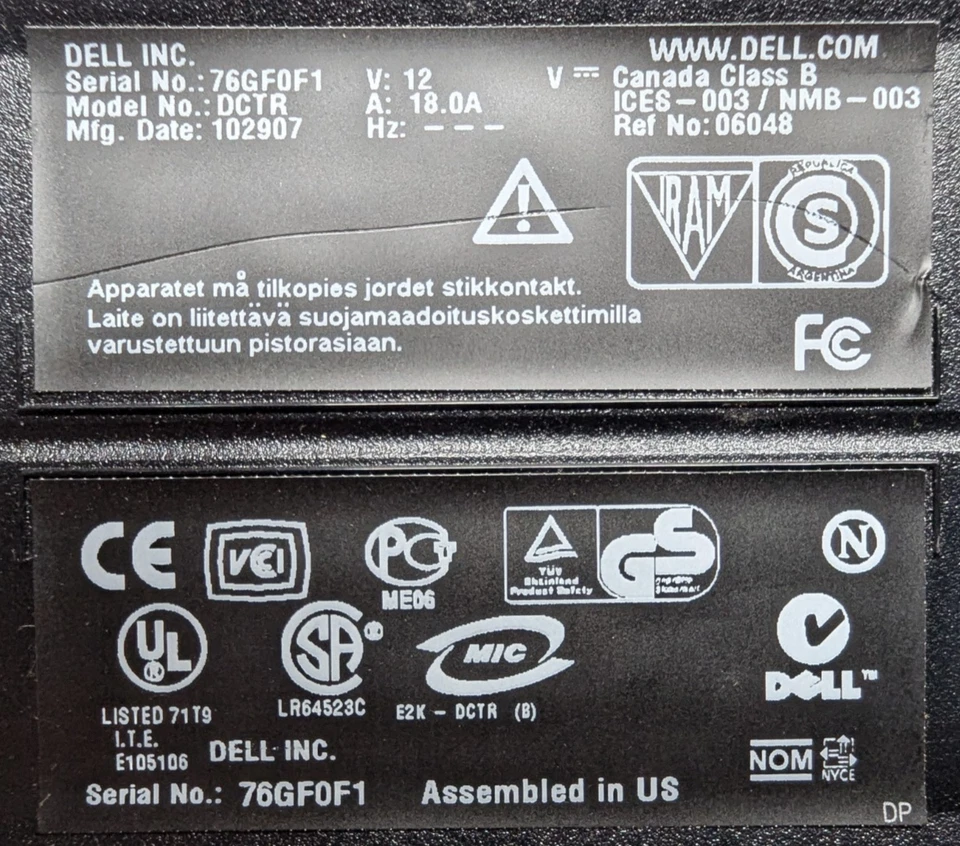 DELL INC.
WWW.DELL.COM
Serial No.: 76GF0F1 V: 12 V ⎓ Canada Class B
Model No.: DCTR A: 18.0A ICES – 003 / NMB – 003
Mfg. Date: 102907 Hz: – – – Ref No: 06048
IRAM
REPUBLICA
S
ARGENTINA
Apparatet må tilkopies jordet stikkontakt.
Laite on liitettävä suojamaadoituskoskettimilla
varustettuun pistorasiaan.
FC
CE VCI PCT GS N
ME06
TÜV
Rheinland
Product Safety
UL
®
SA
MIC
DELL™
LISTED 71T9
LR64523C
E2K – DCTR (B)
I.T.E.
E105106
DELL INC.
NOM
NYCE
Serial No.: 76GF0F1 Assembled in US
DP